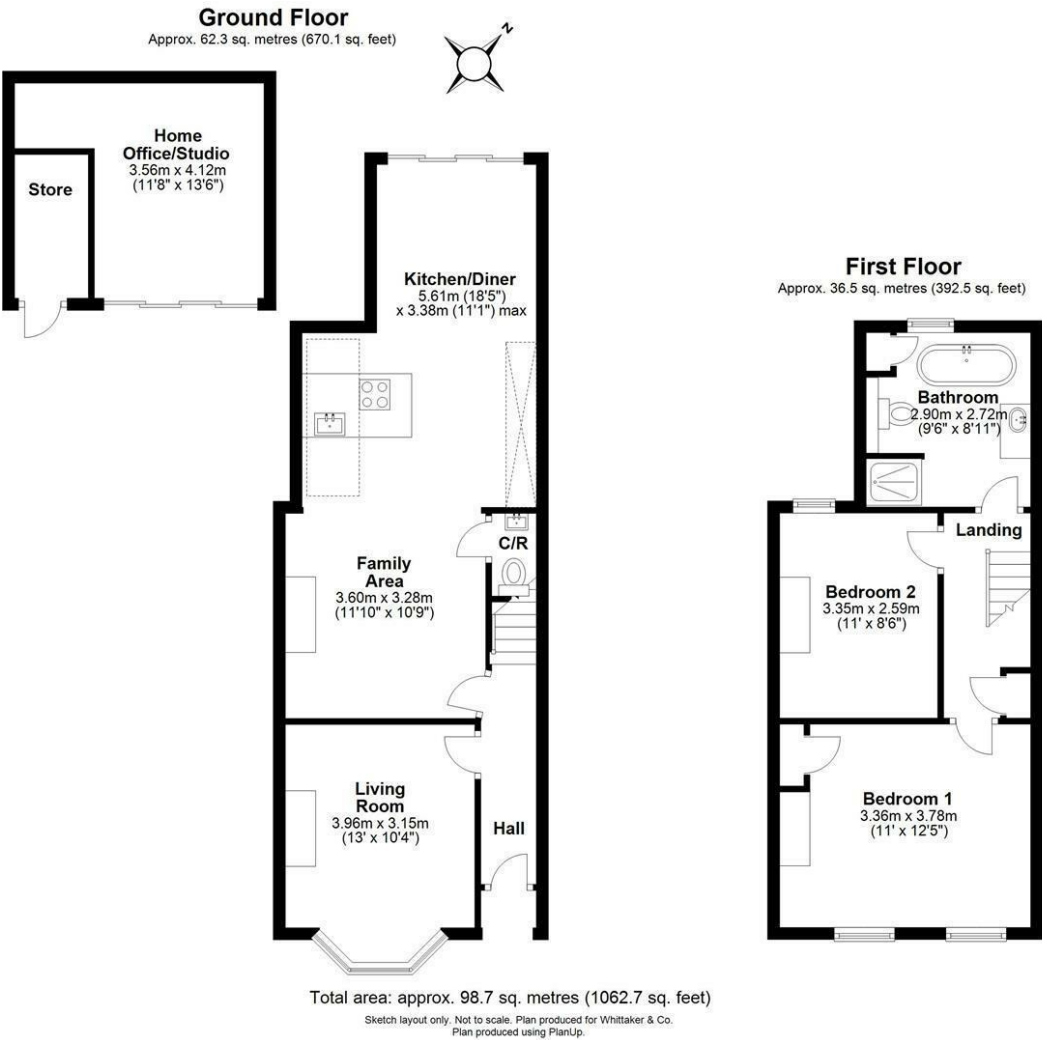 Ground Floor
Approx. 62.3 sq. metres (670.1 sq. feet)
N
Home
Office/Studio
3.56m x 4.12m
(11'8" x 13'6")
Store
Kitchen/Diner
5.61m (18'5")
x 3.38m (11'1") max
C/R
Family
Area
3.60m x 3.28m
(11'10" x 10'9")
Living
Room
3.96m x 3.15m
(13' x 10'4")
Hall
First Floor
Approx. 36.5 sq. metres (392.5 sq. feet)
Bathroom
2.90m x 2.72m
(9'6" x 8'11")
Landing
Bedroom 2
3.35m x 2.59m
(11' x 8'6")
Bedroom 1
3.36m x 3.78m
(11' x 12'5")
Total area: approx. 98.7 sq. metres (1062.7 sq. feet)
Sketch layout only. Not to scale. Plan produced for Whittaker & Co.
Plan produced using PlanUp.